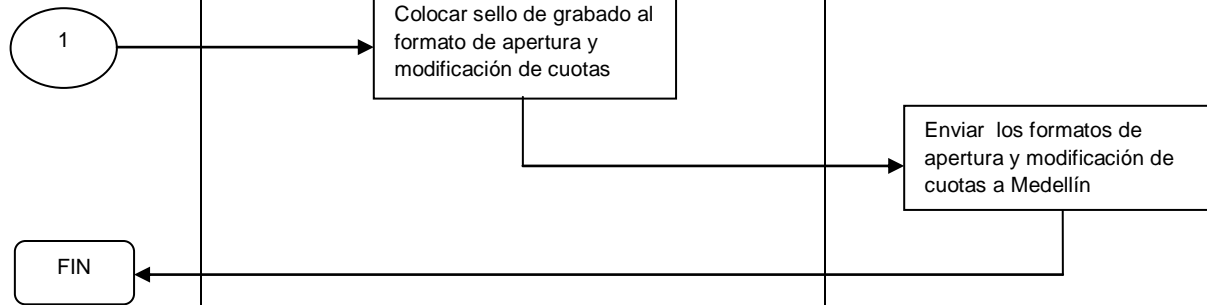 1
Colocar sello de grabado al
formato de apertura y
modificación de cuotas
Enviar los formatos de
apertura y modificación de
cuotas a Medellín
FIN